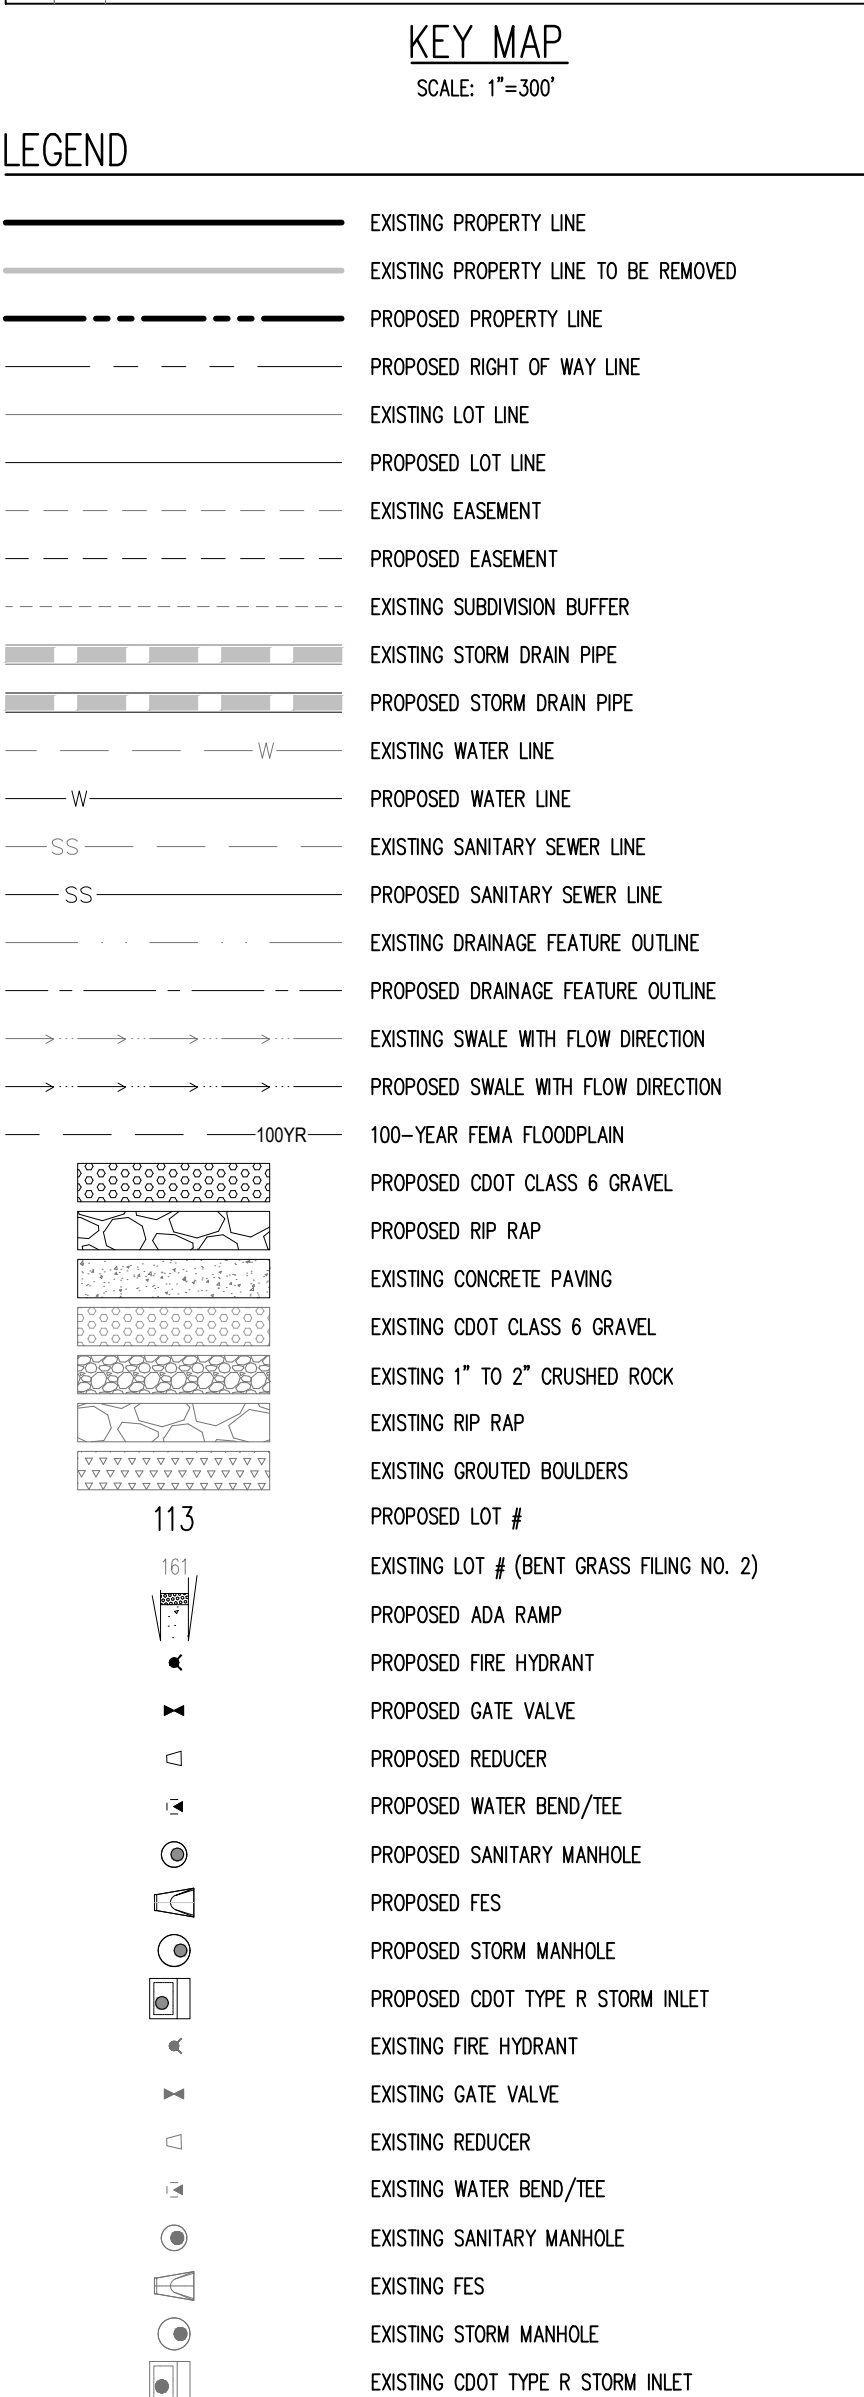 KEY MAP
SCALE: 1"=300'
LEGEND
EXISTING PROPERTY LINE
EXISTING PROPERTY LINE TO BE REMOVED
PROPOSED PROPERTY LINE
PROPOSED RIGHT OF WAY LINE
EXISTING LOT LINE
PROPOSED LOT LINE
EXISTING EASEMENT
PROPOSED EASEMENT
EXISTING SUBDIVISION BUFFER
EXISTING STORM DRAIN PIPE
PROPOSED STORM DRAIN PIPE
W EXISTING WATER LINE
W PROPOSED WATER LINE
SS EXISTING SANITARY SEWER LINE
SS PROPOSED SANITARY SEWER LINE
EXISTING DRAINAGE FEATURE OUTLINE
PROPOSED DRAINAGE FEATURE OUTLINE
EXISTING SWALE WITH FLOW DIRECTION
PROPOSED SWALE WITH FLOW DIRECTION
100YR 100-YEAR FEMA FLOODPLAIN
PROPOSED CDOT CLASS 6 GRAVEL
PROPOSED RIP RAP
EXISTING CONCRETE PAVING
EXISTING CDOT CLASS 6 GRAVEL
EXISTING 1" TO 2" CRUSHED ROCK
EXISTING RIP RAP
EXISTING GROUTED BOULDERS
113 PROPOSED LOT #
161 EXISTING LOT # (BENT GRASS FILING NO. 2)
PROPOSED ADA RAMP
PROPOSED FIRE HYDRANT
PROPOSED GATE VALVE
PROPOSED REDUCER
PROPOSED WATER BEND/TEE
PROPOSED SANITARY MANHOLE
PROPOSED FES
PROPOSED STORM MANHOLE
PROPOSED CDOT TYPE R STORM INLET
EXISTING FIRE HYDRANT
EXISTING GATE VALVE
EXISTING REDUCER
EXISTING WATER BEND/TEE
EXISTING SANITARY MANHOLE
EXISTING FES
EXISTING STORM MANHOLE
EXISTING CDOT TYPE R STORM INLET